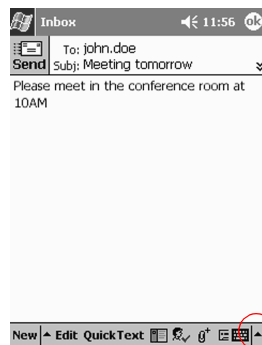 Inbox 11:56 ok
To: john.doe
Send Subj: Meeting tomorrow
Please meet in the conference room at
10AM
New Edit QuickText